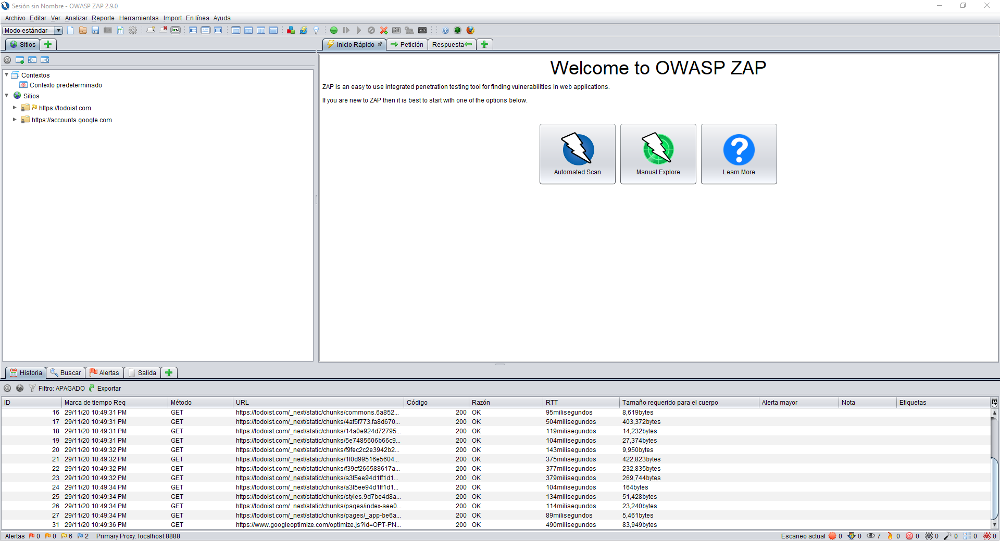 Sesión sin Nombre - OWASP ZAP 2.9.0
Archivo Editar Ver Analizar Reporte Herramientas Import En línea Ayuda
Modo estándar
Sitios
Inicio Rápido Petición Respuesta
Contextos
Contexto predeterminado
Sitios
https://todoist.com
https://accounts.google.com
Welcome to OWASP ZAP
ZAP is an easy to use integrated penetration testing tool for finding vulnerabilities in web applications.
If you are new to ZAP then it is best to start with one of the options below.
Automated Scan Manual Explore Learn More
Historia Buscar Alertas Salida
Filtro: APAGADO Exportar
ID Marca de tiempo Req Método URL Código Razón RTT Tamaño requerido para el cuerpo Alerta mayor Nota Etiquetas
16 29/11/20 10:49:31 PM GET https://todoist.com/_next/static/chunks/commons.6a852... 200 OK 95milisegundos 8,619bytes
17 29/11/20 10:49:31 PM GET https://todoist.com/_next/static/chunks/4af5f773.fa8d670... 200 OK 504milisegundos 403,372bytes
18 29/11/20 10:49:31 PM GET https://todoist.com/_next/static/chunks/14a0e924d72795... 200 OK 119milisegundos 14,232bytes
19 29/11/20 10:49:31 PM GET https://todoist.com/_next/static/chunks/5e7485606b66c9... 200 OK 104milisegundos 27,374bytes
20 29/11/20 10:49:32 PM GET https://todoist.com/_next/static/chunks/f9fec2c2e3942b2... 200 OK 143milisegundos 9,950bytes
21 29/11/20 10:49:32 PM GET https://todoist.com/_next/static/chunks/1f0d99516e5604... 200 OK 375milisegundos 422,823bytes
22 29/11/20 10:49:32 PM GET https://todoist.com/_next/static/chunks/f39cf266588617a... 200 OK 377milisegundos 232,835bytes
23 29/11/20 10:49:32 PM GET https://todoist.com/_next/static/chunks/a3f5ee94d1ff1d1... 200 OK 379milisegundos 269,744bytes
24 29/11/20 10:49:34 PM GET https://todoist.com/_next/static/chunks/a3f5ee94d1ff1d1... 200 OK 104milisegundos 164bytes
25 29/11/20 10:49:34 PM GET https://todoist.com/_next/static/chunks/styles.9d7be4d8a... 200 OK 134milisegundos 51,428bytes
26 29/11/20 10:49:34 PM GET https://todoist.com/_next/static/chunks/pages/index-aee0... 200 OK 114milisegundos 23,240bytes
27 29/11/20 10:49:34 PM GET https://todoist.com/_next/static/chunks/pages/_app-be6a... 200 OK 89milisegundos 5,461bytes
31 29/11/20 10:49:36 PM GET https://www.googleoptimize.com/optimize.js?id=OPT-PN... 200 OK 490milisegundos 83,949bytes
Alertas 0 0 6 2 Primary Proxy: localhost:8888 Escaneo actual 0 0 7 0 0 0 0 0 0